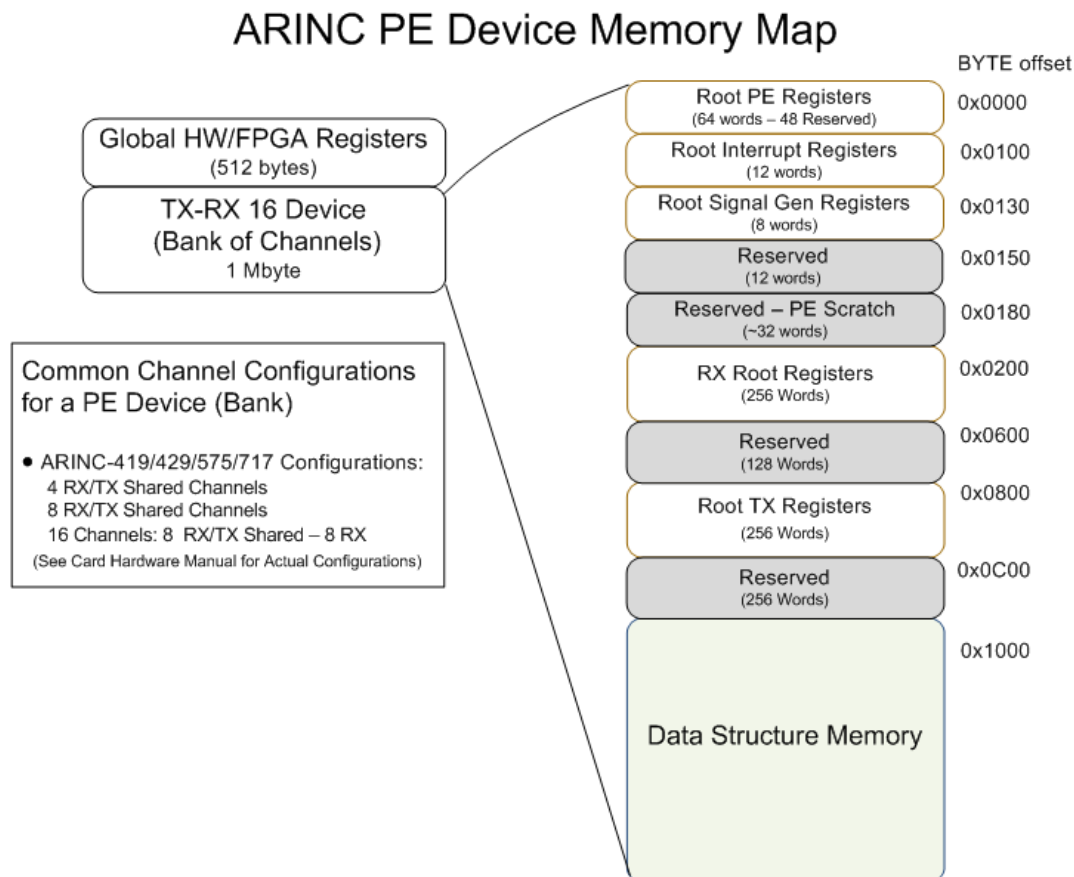 ARINC PE Device Memory Map
BYTE offset
Global HW/FPGA Registers
(512 bytes)
TX-RX 16 Device
(Bank of Channels)
1 Mbyte
Common Channel Configurations
for a PE Device (Bank)
• ARINC-419/429/575/717 Configurations:
4 RX/TX Shared Channels
8 RX/TX Shared Channels
16 Channels: 8 RX/TX Shared – 8 RX
(See Card Hardware Manual for Actual Configurations)
Root PE Registers
(64 words – 48 Reserved)
0x0000
Root Interrupt Registers
(12 words)
0x0100
Root Signal Gen Registers
(8 words)
0x0130
Reserved
(12 words)
0x0150
Reserved – PE Scratch
(~32 words)
0x0180
RX Root Registers
(256 Words)
0x0200
Reserved
(128 Words)
0x0600
Root TX Registers
(256 Words)
0x0800
Reserved
(256 Words)
0x0C00
0x1000
Data Structure Memory